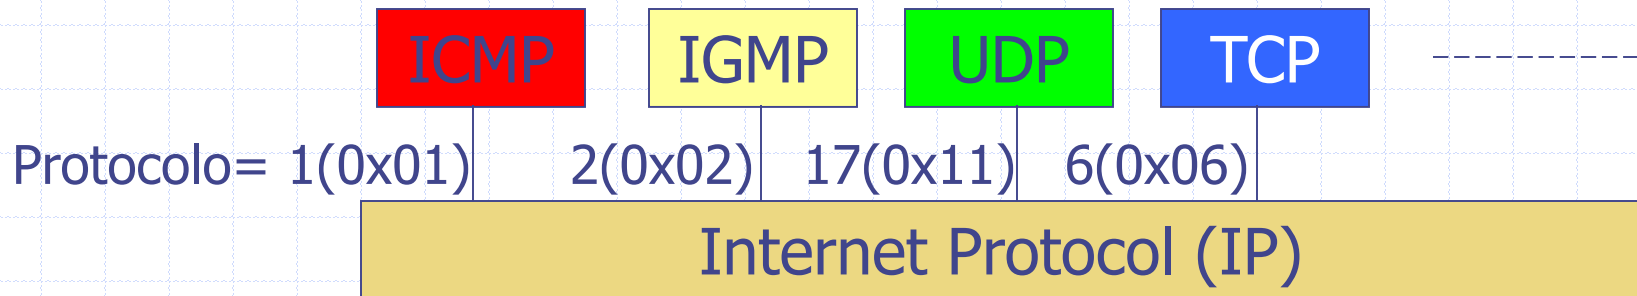 ICMP IGMP UDP TCP
Protocolo= 1(0x01) 2(0x02) 17(0x11) 6(0x06)
Internet Protocol (IP)